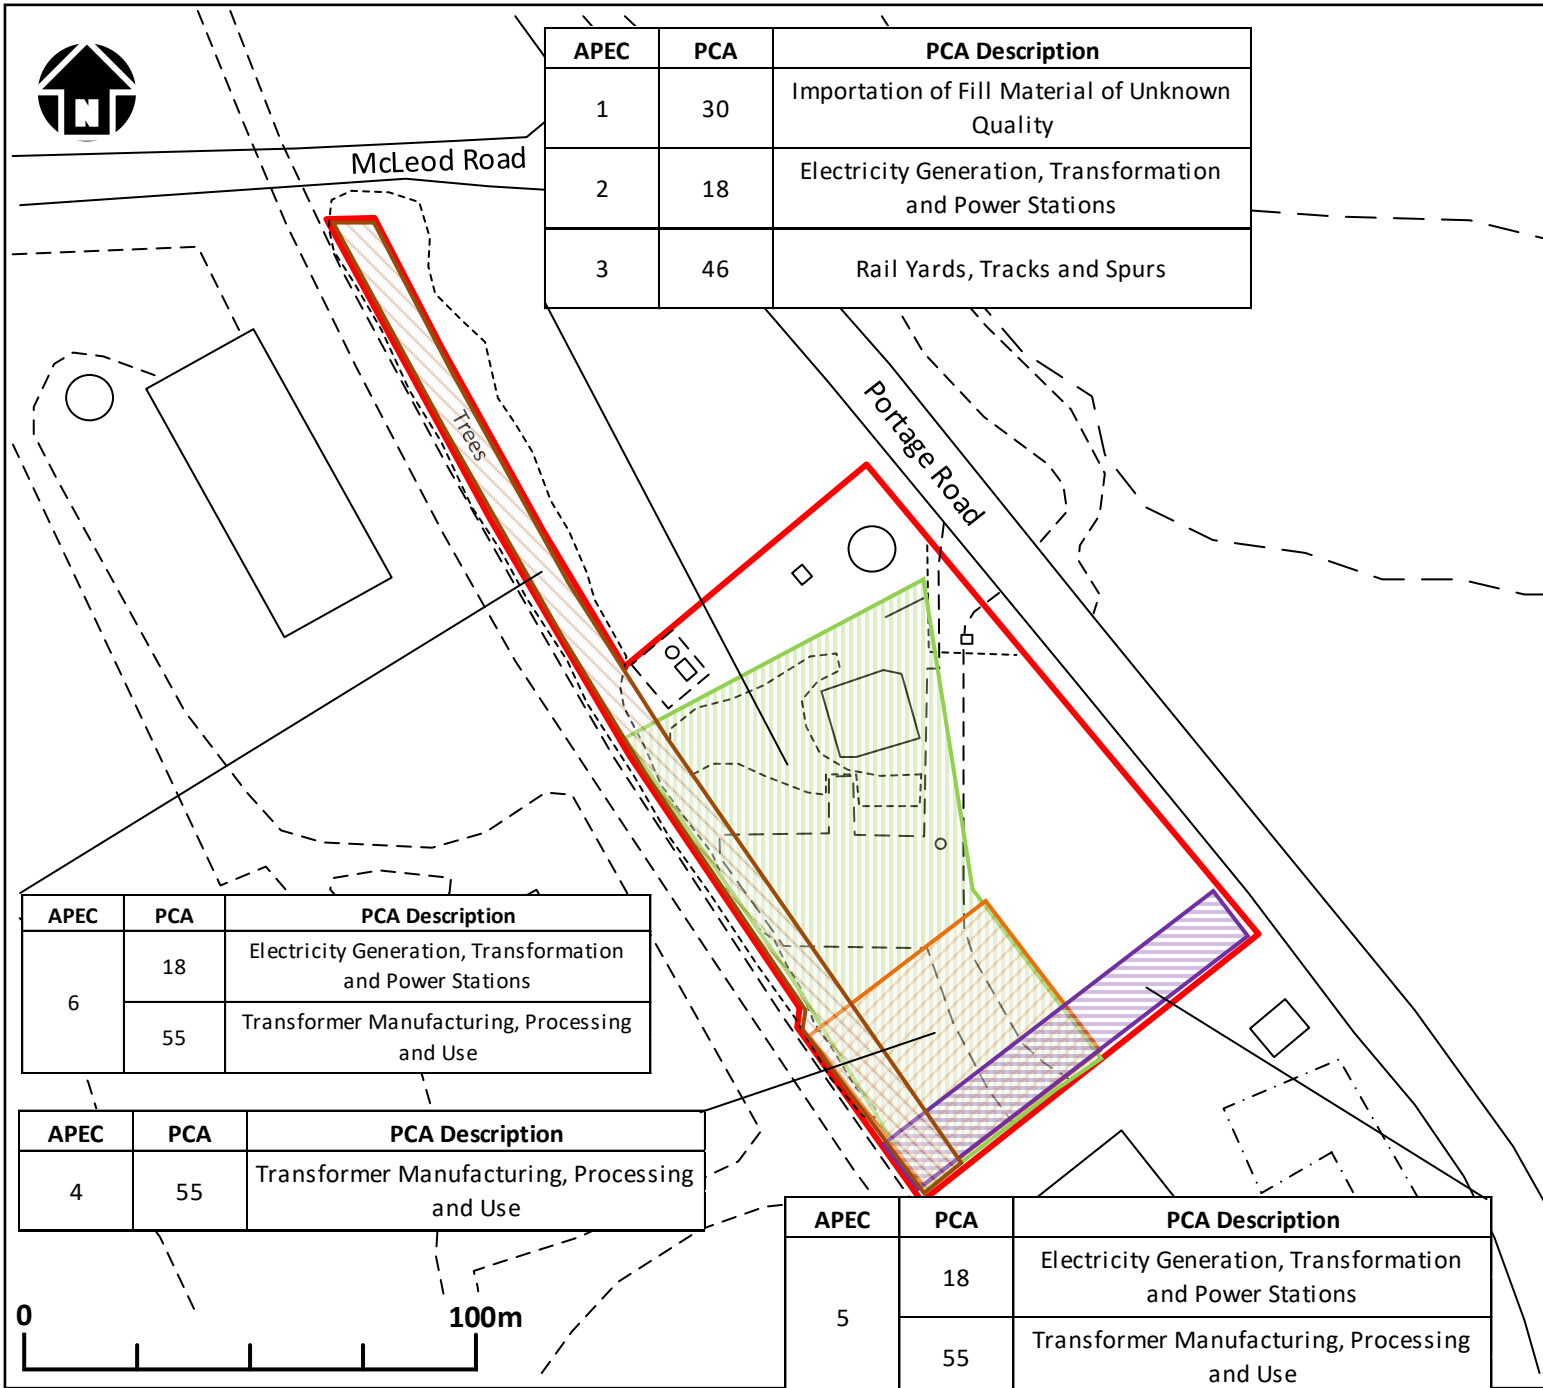 N
APEC PCA PCA Description
1 30 Importation of Fill Material of Unknown
Quality
2 18 Electricity Generation, Transformation
and Power Stations
3 46 Rail Yards, Tracks and Spurs
McLeod Road
Trees
Portage Road
APEC PCA PCA Description
6 18 Electricity Generation, Transformation
and Power Stations
55 Transformer Manufacturing, Processing
and Use
APEC PCA PCA Description
4 55 Transformer Manufacturing, Processing
and Use
APEC PCA PCA Description
5 18 Electricity Generation, Transformation
and Power Stations
55 Transformer Manufacturing, Processing
and Use
0 100m